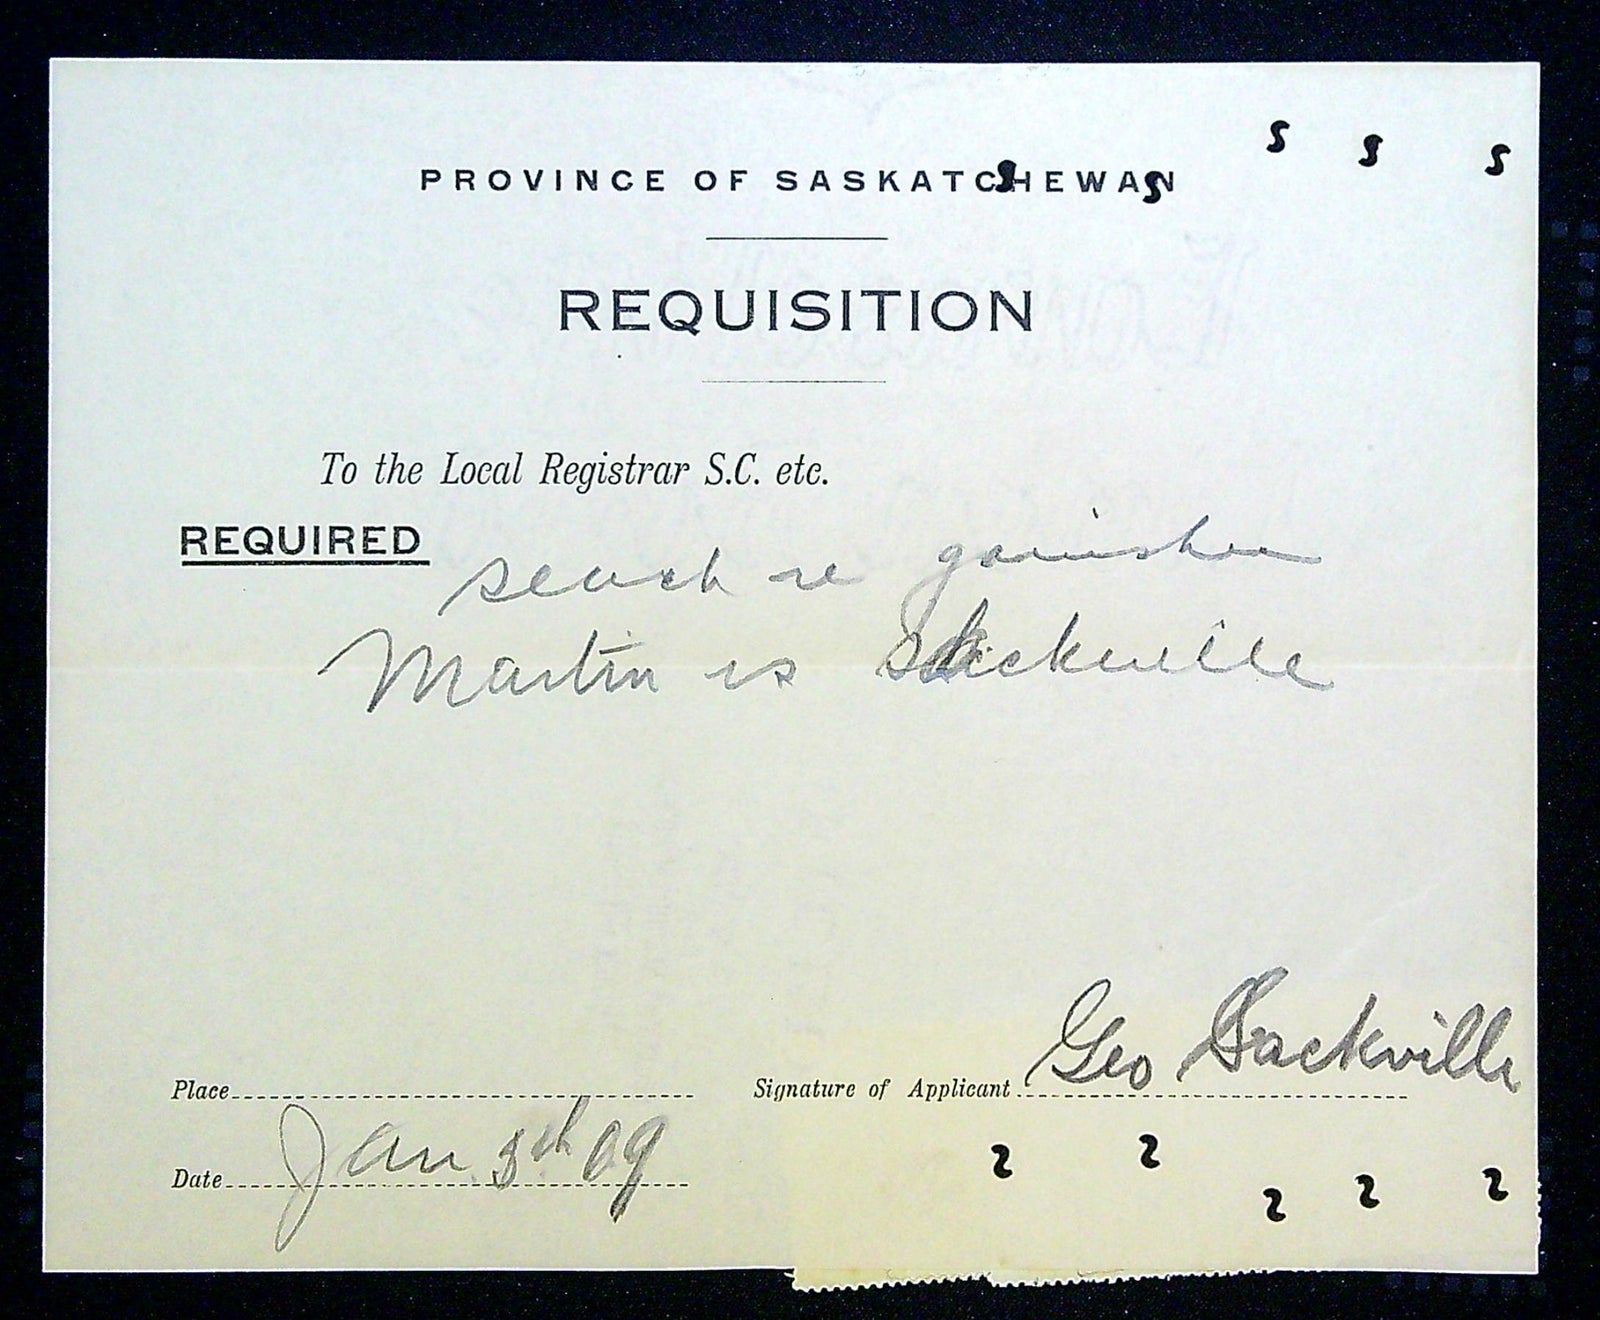 PROVINCE OF SASKATCHEWAN
REQUISITION
To the Local Registrar S.C. etc.
REQUIRED
search re garnishee
Martin vs Sackville
Place
Signature of Applicant Geo Sackville
Date Jan 5th 09